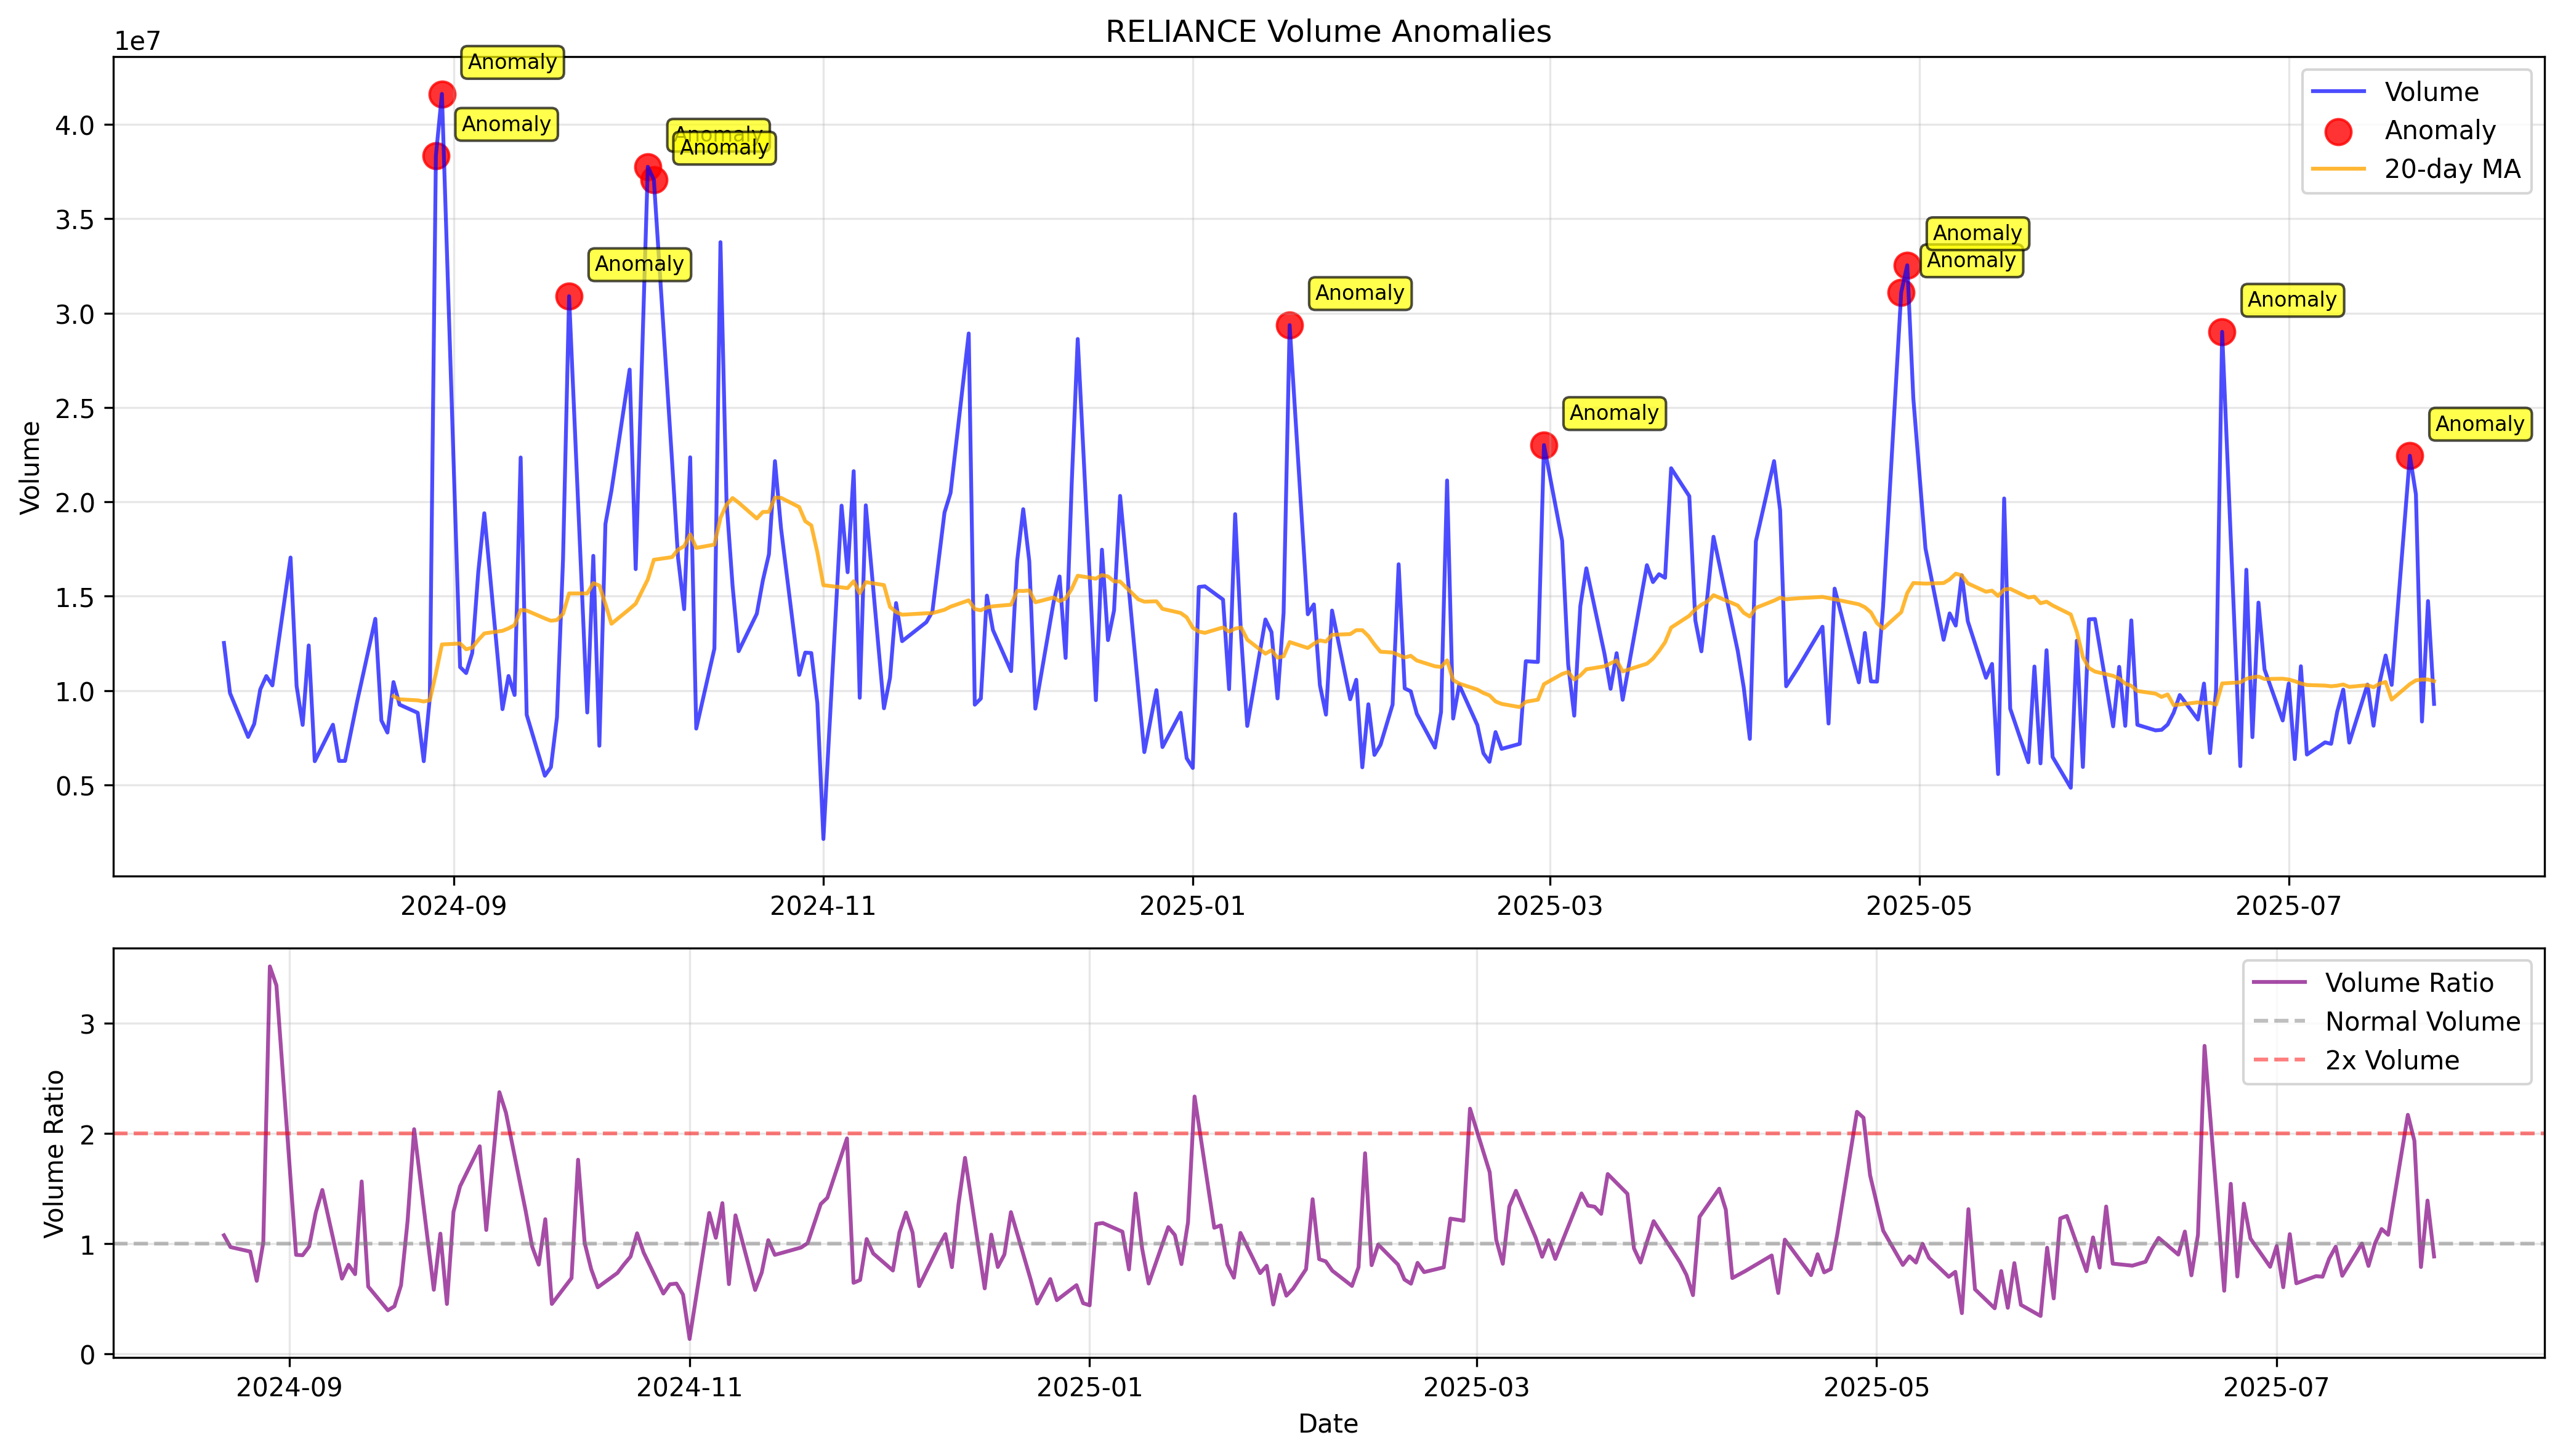 RELIANCE Volume Anomalies
1e7
Anomaly
Anomaly
Anomaly
Anomaly
Anomaly
Anomaly
Anomaly
Anomaly
Anomaly
Anomaly
Anomaly
Volume
Anomaly
20-day MA
4.0
3.5
3.0
2.5
2.0
1.5
1.0
0.5
Volume
2024-09 2024-11 2025-01 2025-03 2025-05 2025-07
Volume Ratio
Normal Volume
2x Volume
3
2
1
0
Volume Ratio
2024-09 2024-11 2025-01 2025-03 2025-05 2025-07
Date